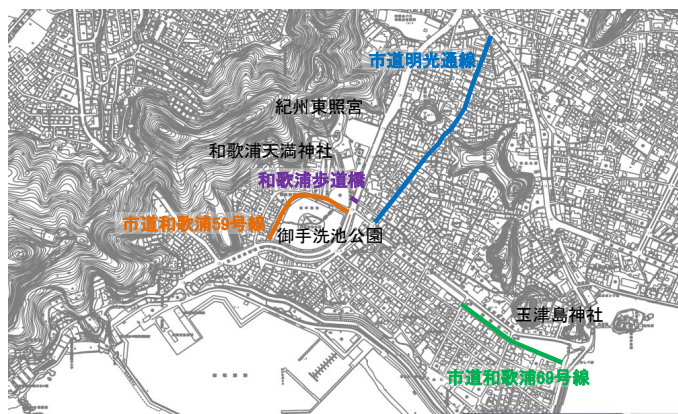 市道明光通線
紀州東照宮
和歌浦天満神社
和歌浦歩道橋
市道和歌浦59号線
御手洗池公園
玉津島神社
市道和歌浦69号線